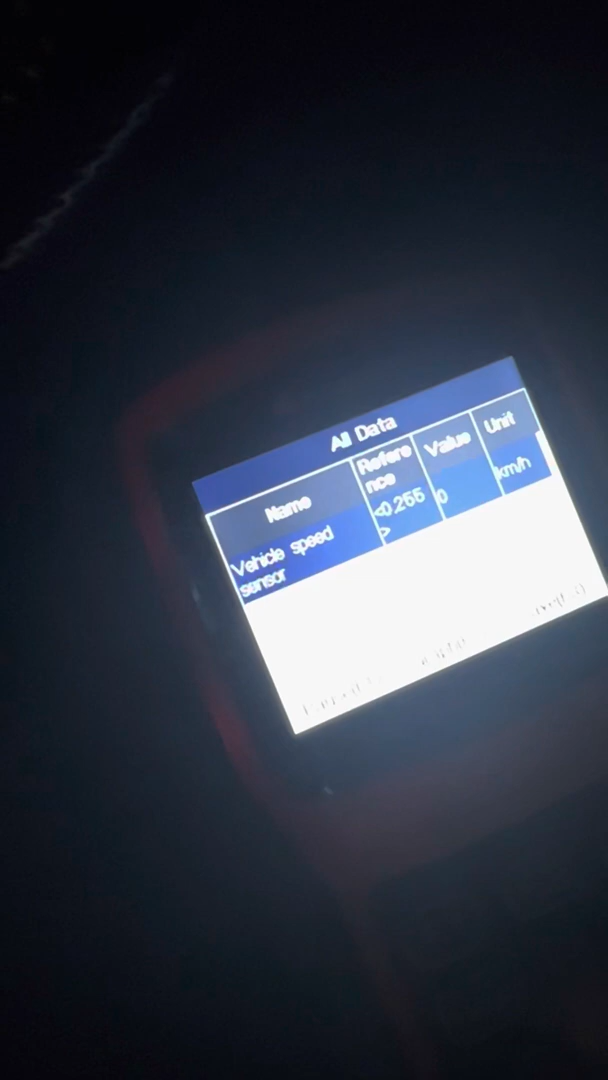 All Data
Name
Refere
nce
Value
Unit
Vehicle speed
sensor
<0,255
>
0
km/h